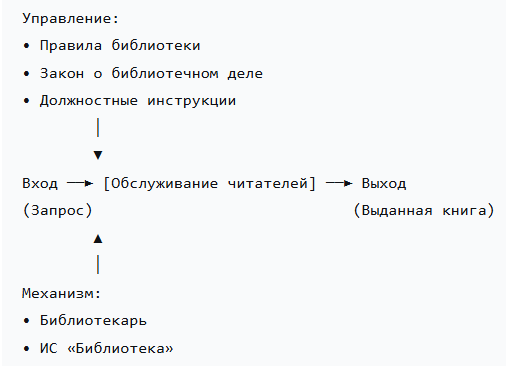 Управление:
• Правила библиотеки
• Закон о библиотечном деле
• Должностные инструкции
│
▼
Вход ──► [Обслуживание читателей] ──► Выход
(Запрос) (Выданная книга)
▲
│
Механизм:
• Библиотекарь
• ИС «Библиотека»